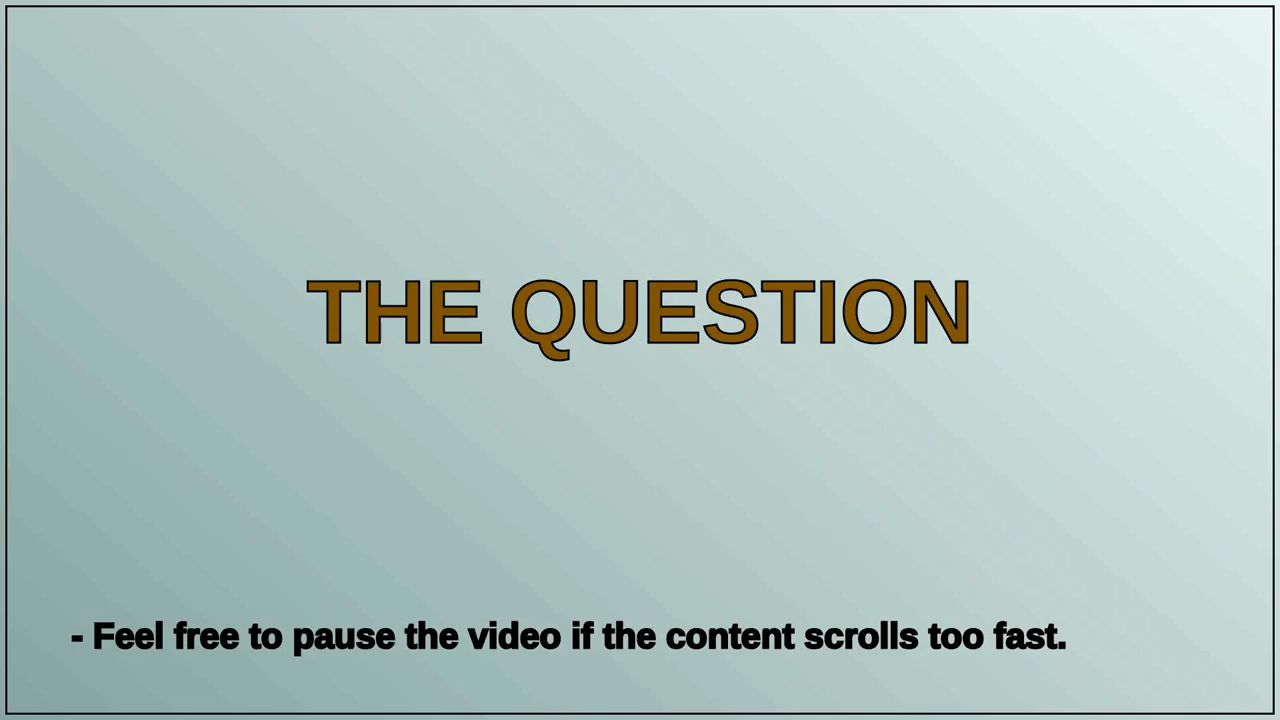 THE QUESTION
- Feel free to pause the video if the content scrolls too fast.